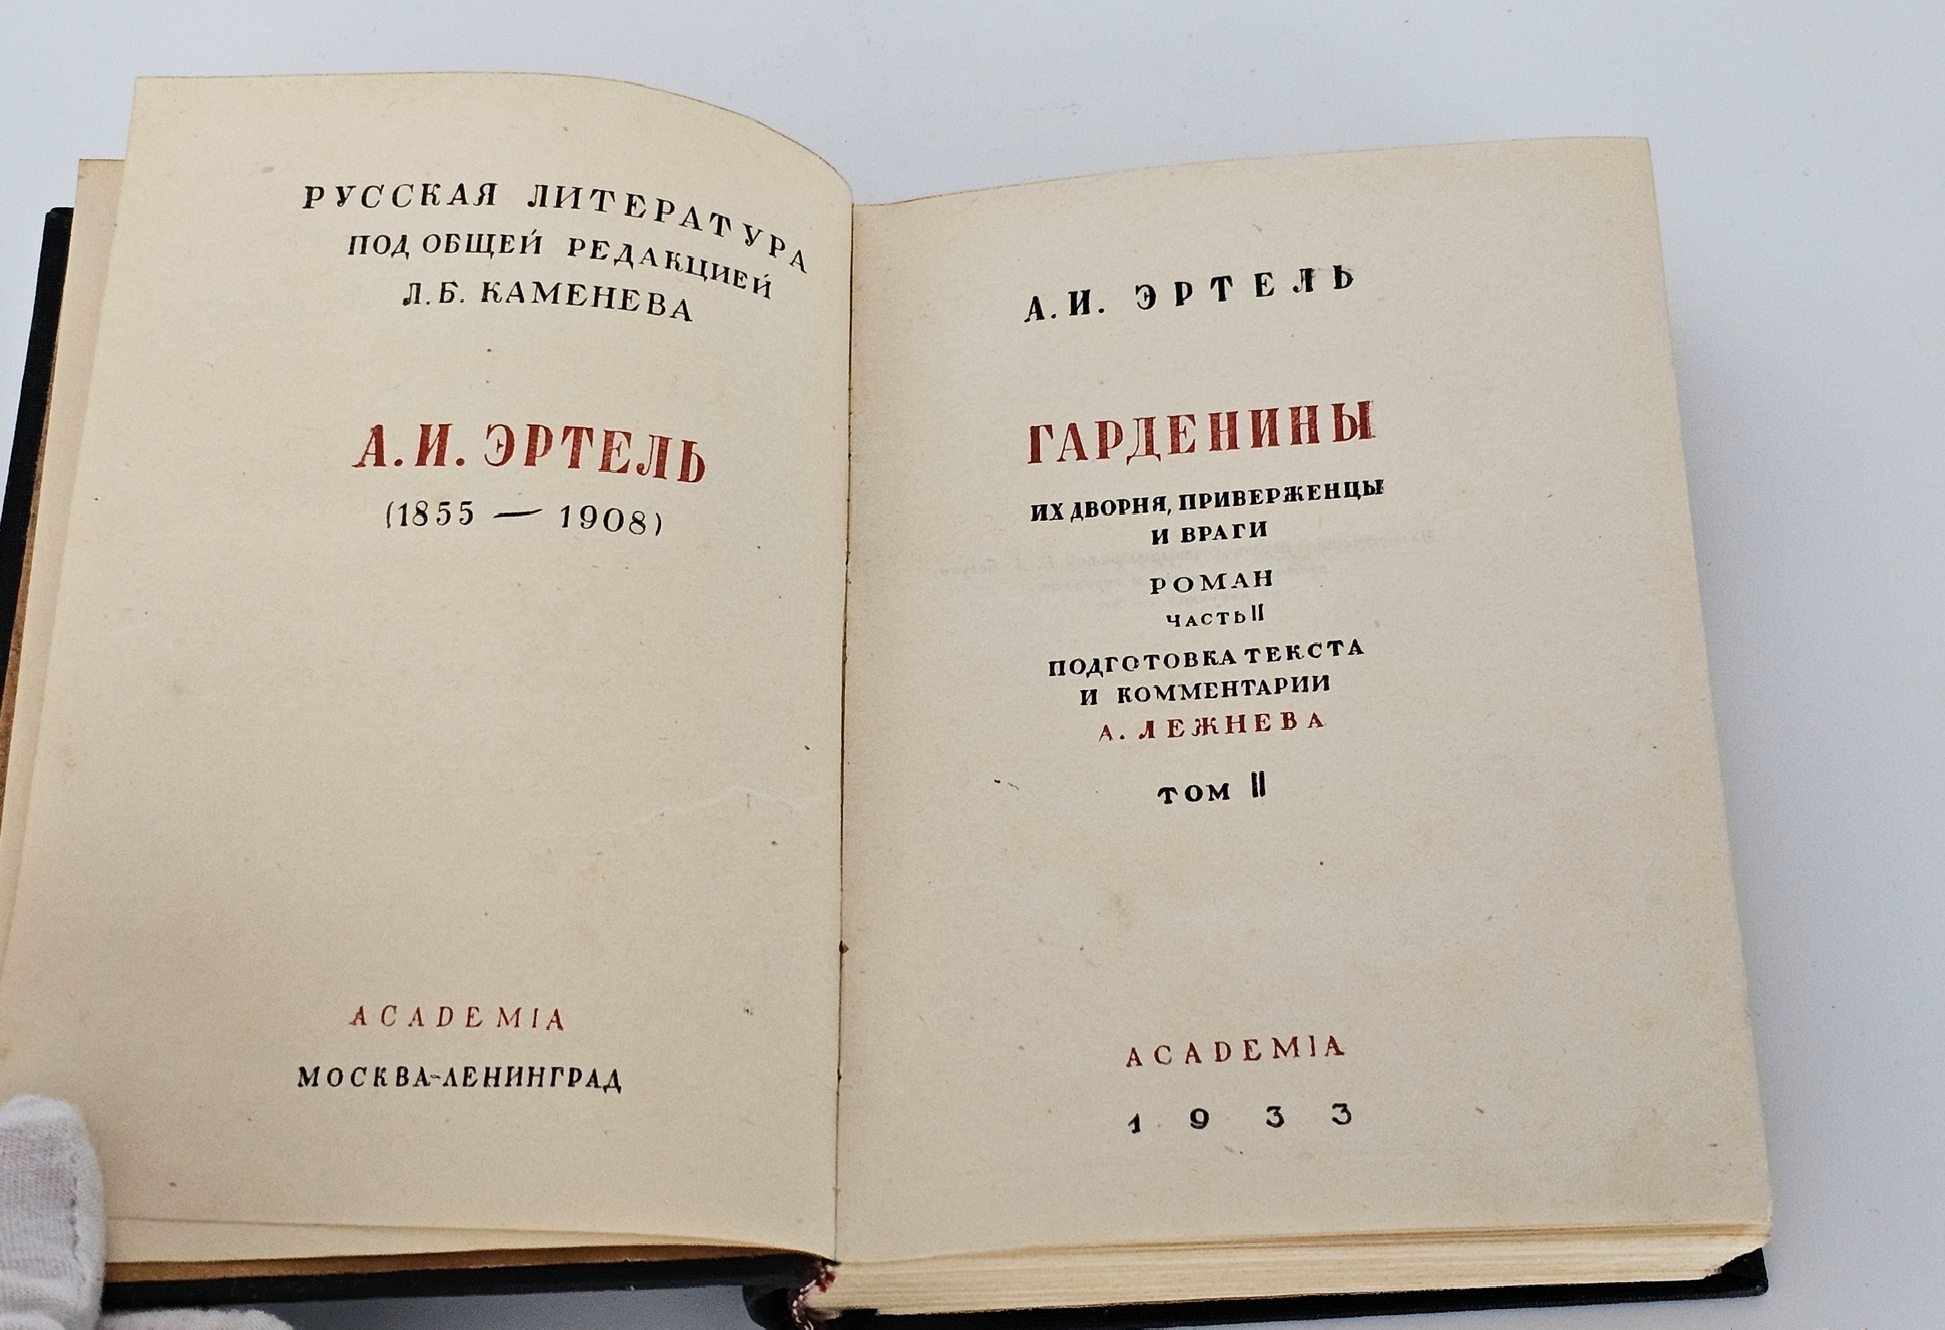 РУССКАЯ ЛИТЕРАТУРА
ПОД ОБЩЕЙ РЕДАКЦИЕЙ
Л.Б. КАМЕНЕВА
А.И. ЭРТЕЛЬ
(1855 — 1908)
ACADEMIA
МОСКВА-ЛЕНИНГРАД
А.И. ЭРТЕЛЬ
ГАРДЕНИНЫ
ИХ ДВОРНЯ, ПРИВЕРЖЕНЦЫ
И ВРАГИ
РОМАН
ЧАСТЬ II
ПОДГОТОВКА ТЕКСТА
И КОММЕНТАРИИ
А. ЛЕЖНЕВА
ТОМ II
ACADEMIA
1933